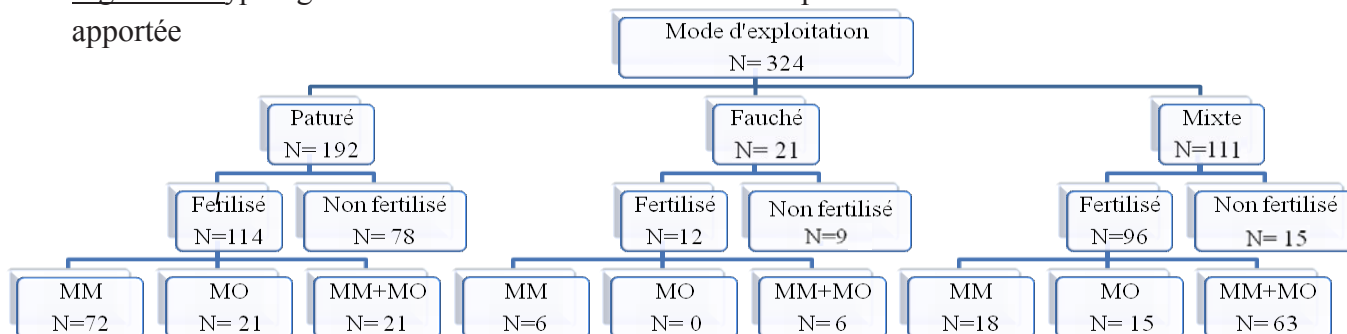 apportée
Mode d'exploitation
N= 324
Paturé
N= 192
Fauché
N= 21
Mixte
N=111
Fetilisé
N=114
Non fertilisé
N= 78
Fertilisé
N=12
Non fertilisé
N=9
Fertilisé
N=96
Non fertilisé
N= 15
MM
N=72
MO
N= 21
MM+MO
N= 21
MM
N=6
MO
N= 0
MM+MO
N= 6
MM
N=18
MO
N= 15
MM+MO
N= 63